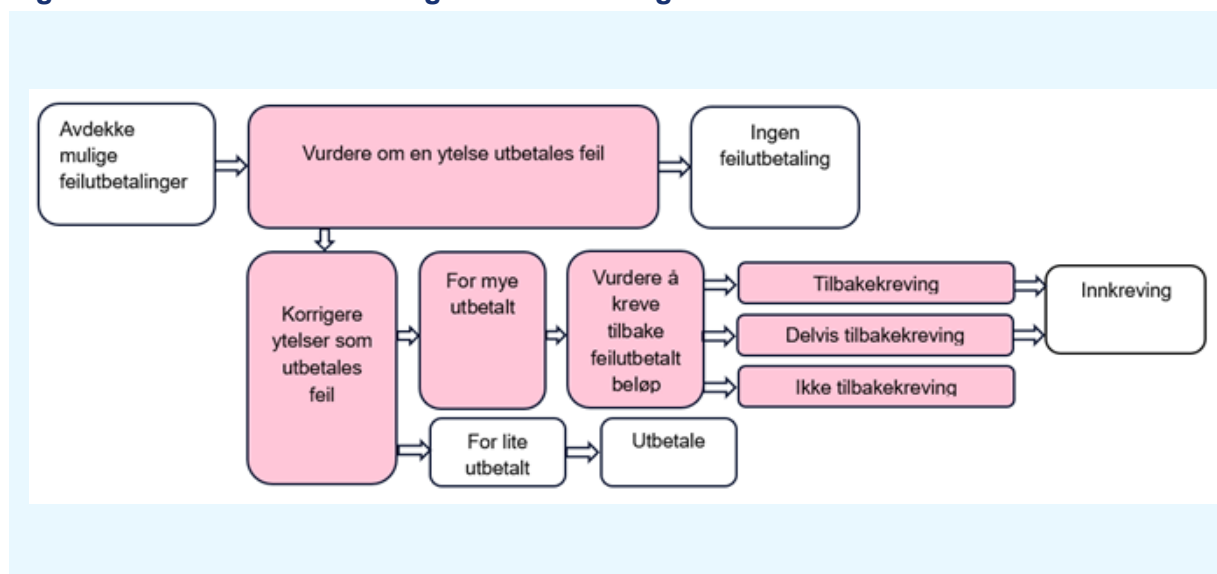 Avdekke
mulige
feilutbetalinger
Vurdere om en ytelse utbetales feil
Ingen
feilutbetaling
Korrigere
ytelser som
utbetales
feil
For mye
utbetalt
Vurdere å
kreve
tilbake
feilutbetalt
beløp
Tilbakekreving
Delvis tilbakekreving
Ikke tilbakekreving
Innkreving
For lite
utbetalt
Utbetale